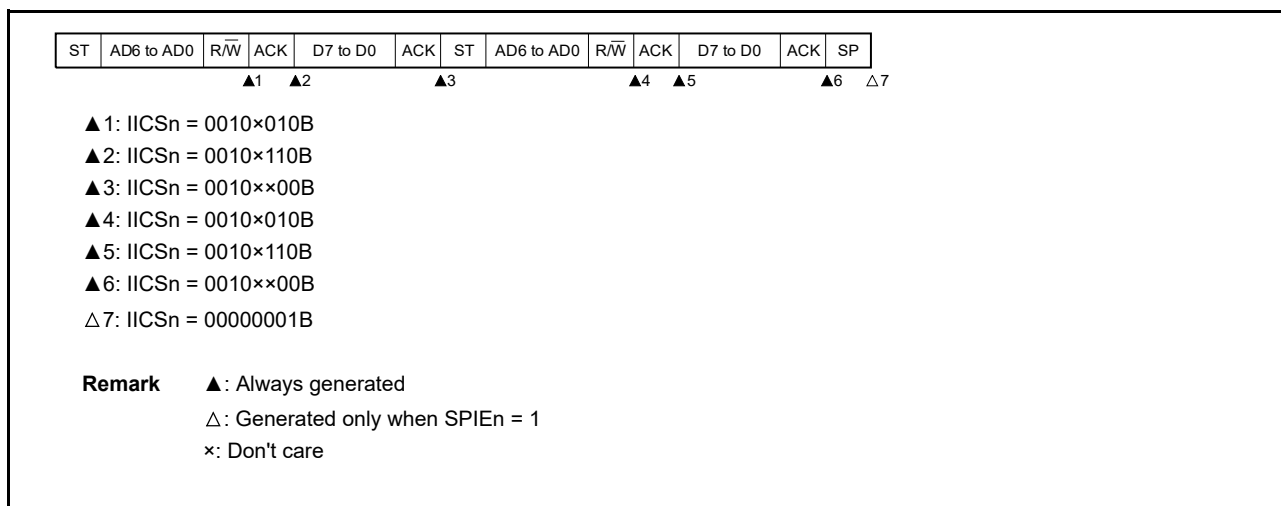 ST AD6 to AD0 R/W̅ ACK D7 to D0 ACK ST AD6 to AD0 R/W̅ ACK D7 to D0 ACK SP
▲1 ▲2 ▲3 ▲4 ▲5 ▲6 △7
▲1: IICSn = 0010×010B
▲2: IICSn = 0010×110B
▲3: IICSn = 0010××00B
▲4: IICSn = 0010×010B
▲5: IICSn = 0010×110B
▲6: IICSn = 0010××00B
△7: IICSn = 00000001B
Remark ▲: Always generated
△: Generated only when SPIEn = 1
×: Don't care